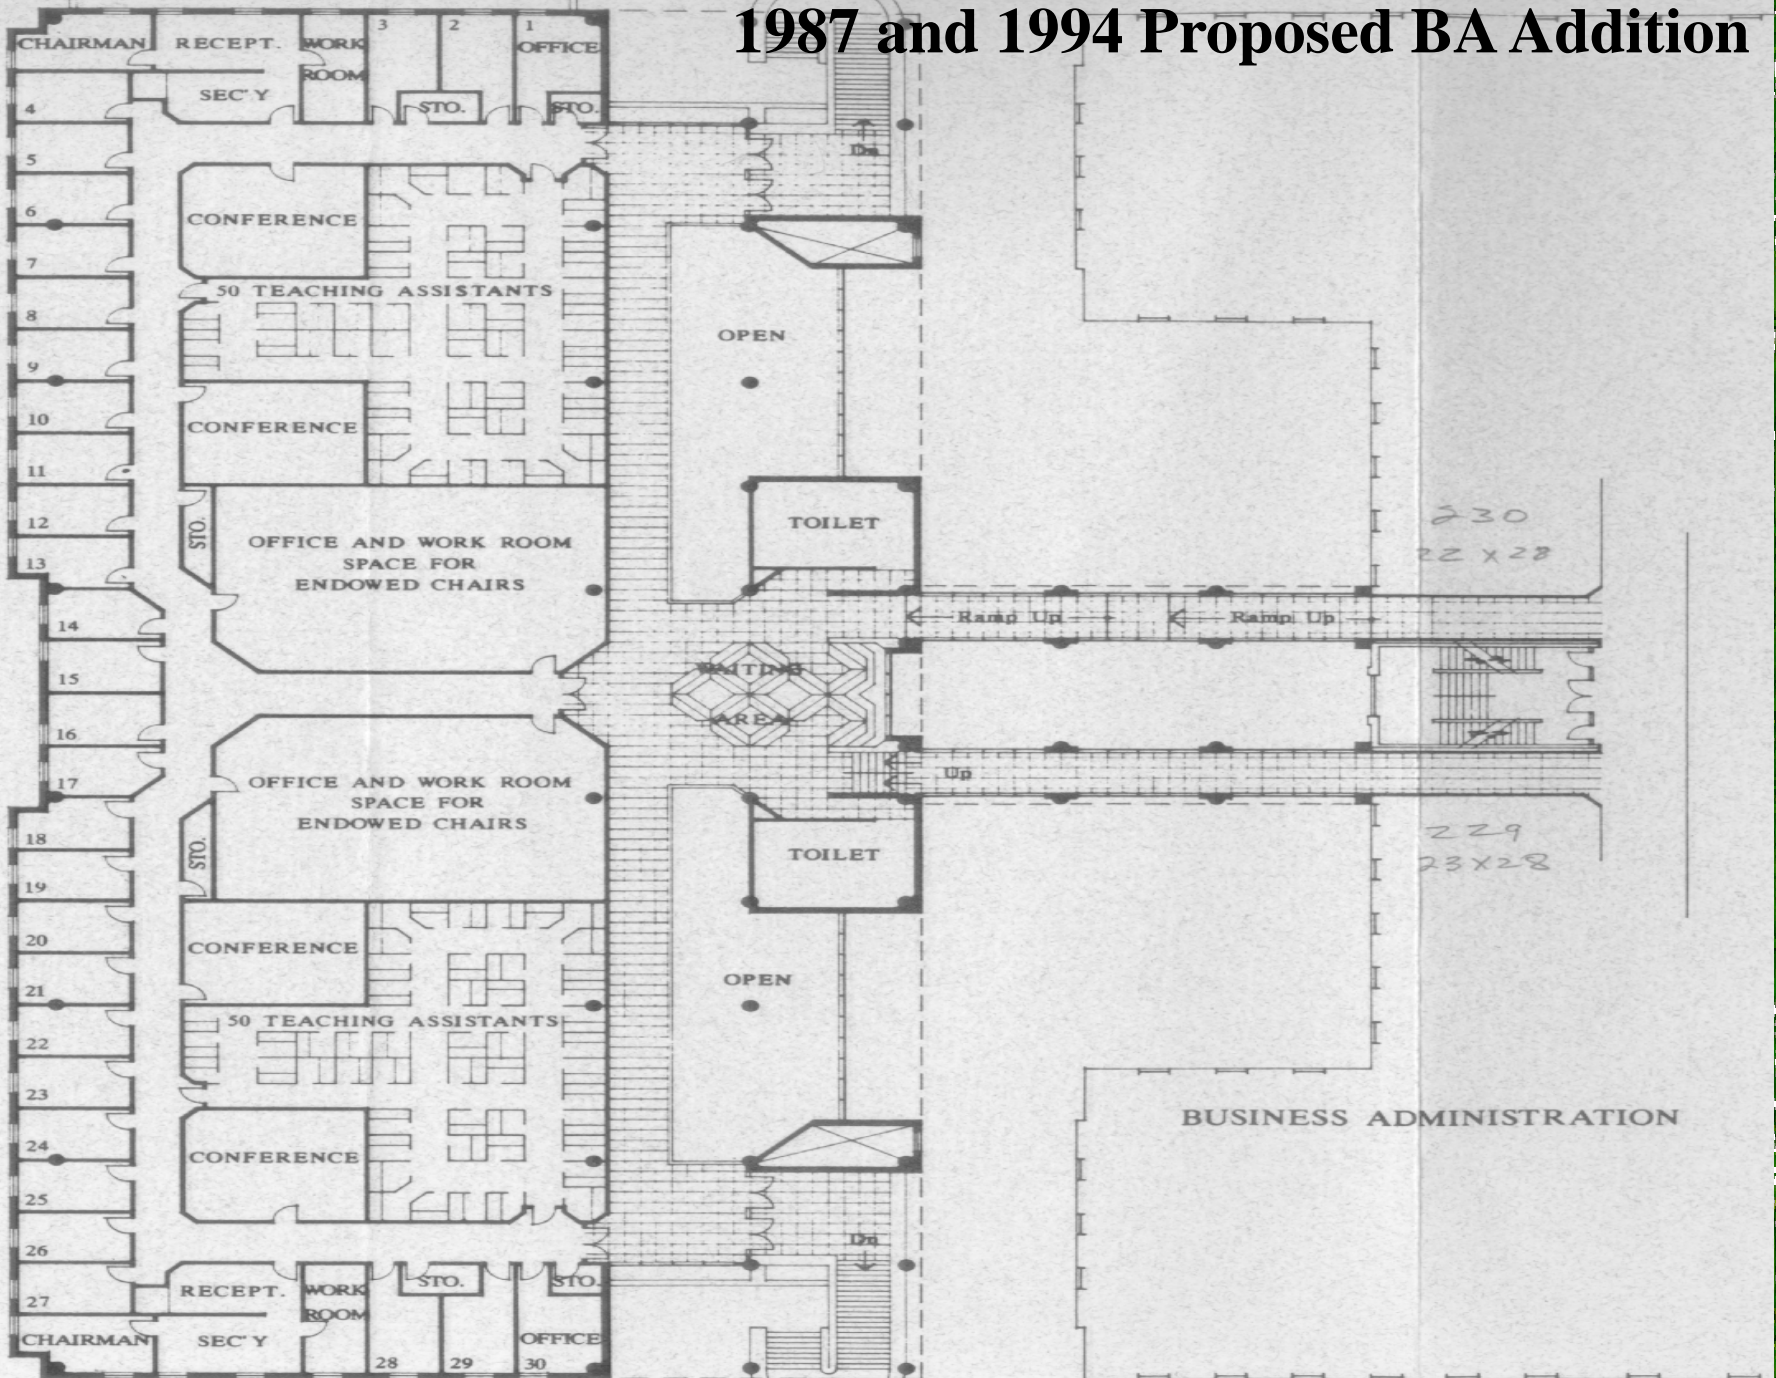 1987 and 1994 Proposed BA Addition
CHAIRMAN
RECEPT.
WORK
ROOM
SEC'Y
3
2
1
OFFICE
STO.
STO.
Dn
4
5
6
7
8
9
10
11
12
13
CONFERENCE
50 TEACHING ASSISTANTS
CONFERENCE
OPEN
STO.
OFFICE AND WORK ROOM
SPACE FOR
ENDOWED CHAIRS
TOILET
230
22 x 28
14
15
16
17
Ramp Up
Ramp Up
WAITING
AREA
Up
OFFICE AND WORK ROOM
SPACE FOR
ENDOWED CHAIRS
STO.
TOILET
229
23 x 28
18
19
20
21
22
23
24
25
26
27
CONFERENCE
50 TEACHING ASSISTANTS
CONFERENCE
OPEN
BUSINESS ADMINISTRATION
Dn
RECEPT.
WORK
ROOM
STO.
STO.
CHAIRMAN
SEC'Y
OFFICE
28
29
30